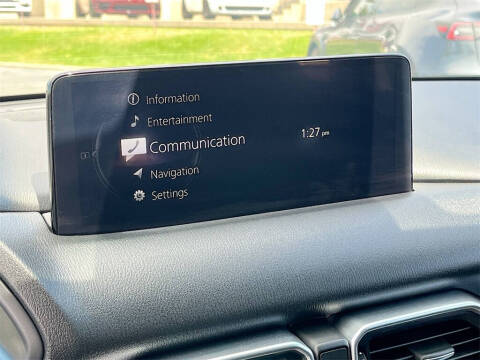 Information
Entertainment
Communication
1:27 pm
Navigation
Settings